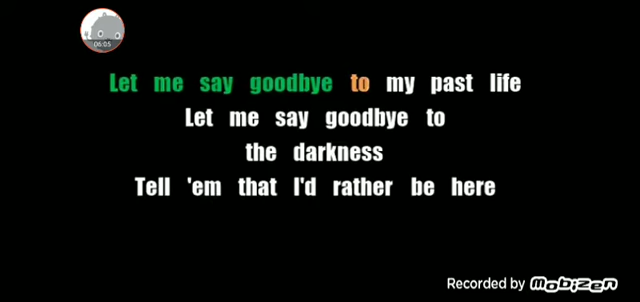 06:05
Let me say goodbye to my past life
Let me say goodbye to
the darkness
Tell 'em that I'd rather be here
Recorded by Mobizen